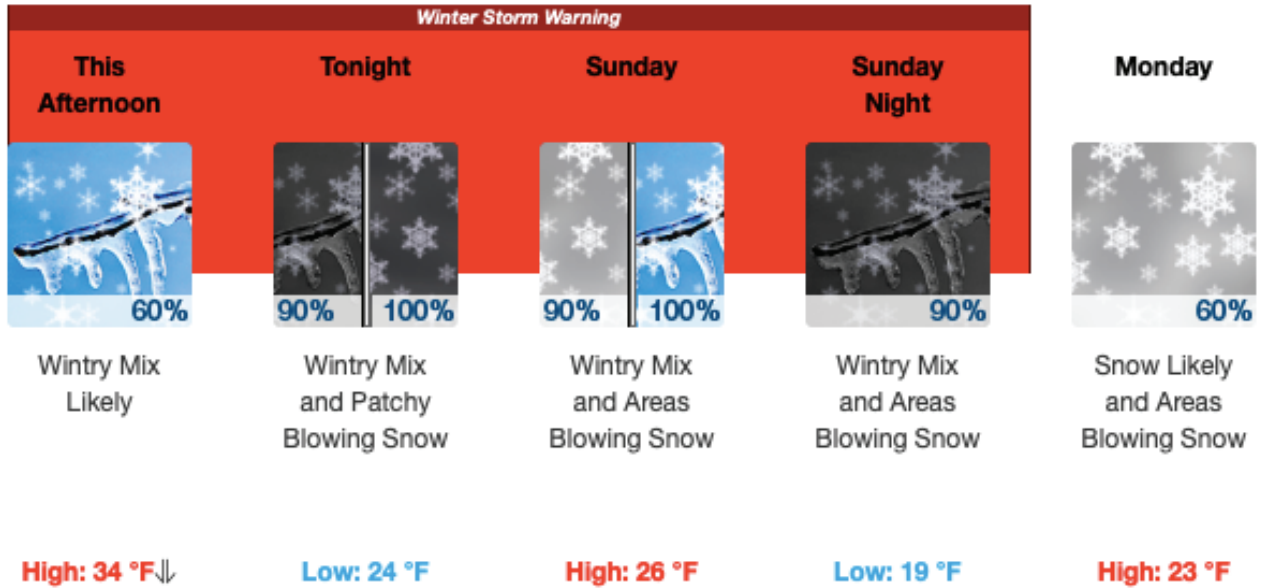 Winter Storm Warning
This
Afternoon
Tonight
Sunday
Sunday
Night
Monday
60%
90%
100%
90%
100%
90%
60%
Wintry Mix
Likely
Wintry Mix
and Patchy
Blowing Snow
Wintry Mix
and Areas
Blowing Snow
Wintry Mix
and Areas
Blowing Snow
Snow Likely
and Areas
Blowing Snow
High: 34 °F⇓
Low: 24 °F
High: 26 °F
Low: 19 °F
High: 23 °F